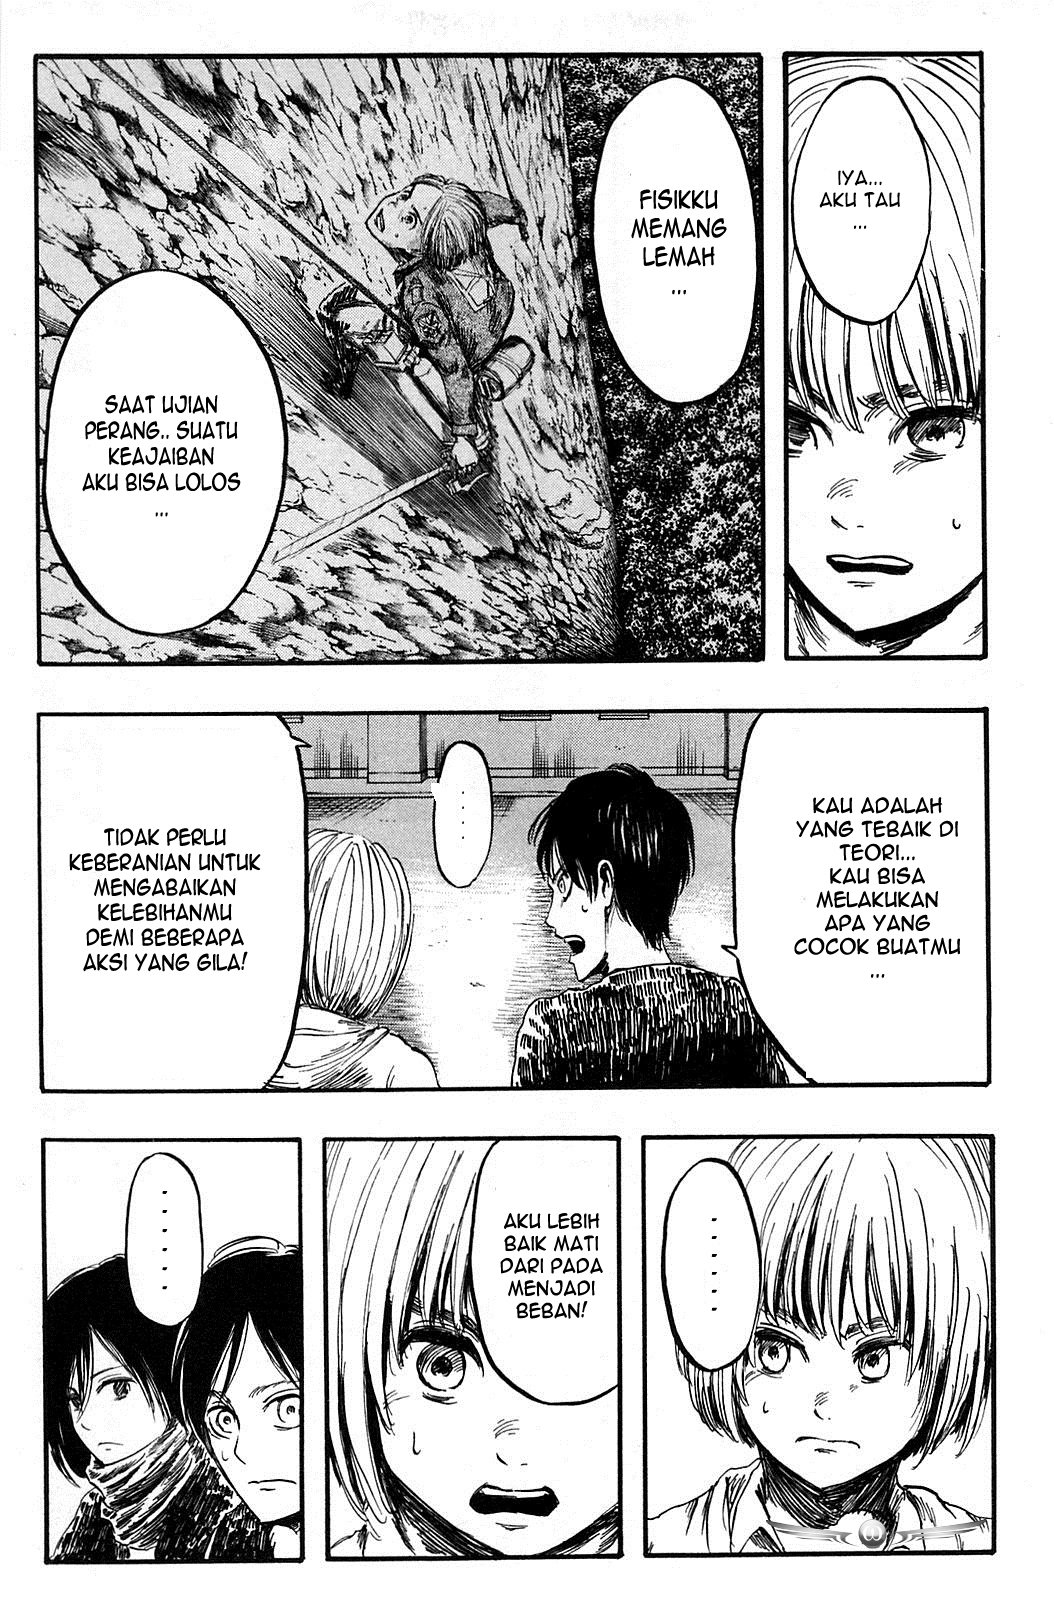 IYA...
AKU TAU
...
FISIKKU
MEMANG
LEMAH
...
SAAT UJIAN
PERANG.. SUATU
KEAJAIBAN
AKU BISA LOLOS
...
KAU ADALAH
YANG TEBAIK DI
TEORI...
KAU BISA
MELAKUKAN
APA YANG
COCOK BUATMU
...
......
TIDAK PERLU
KEBERANIAN UNTUK
MENGABAIKAN
KELEBIHANMU
DEMI BEBERAPA
AKSI YANG GILA!
......
AKU LEBIH
BAIK MATI
DARI PADA
MENJADI
BEBAN!
.......